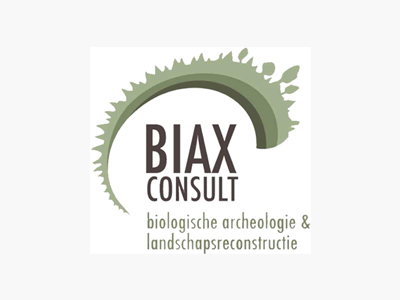 BIAX
CONSULT
biologische archeologie &
landschapsreconstructie